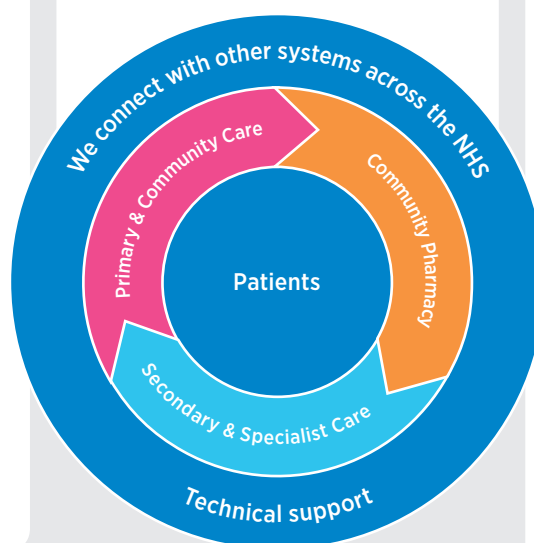 We connect with other systems across the NHS
Primary & Community Care
Community Pharmacy
Patients
Secondary & Specialist Care
Technical support